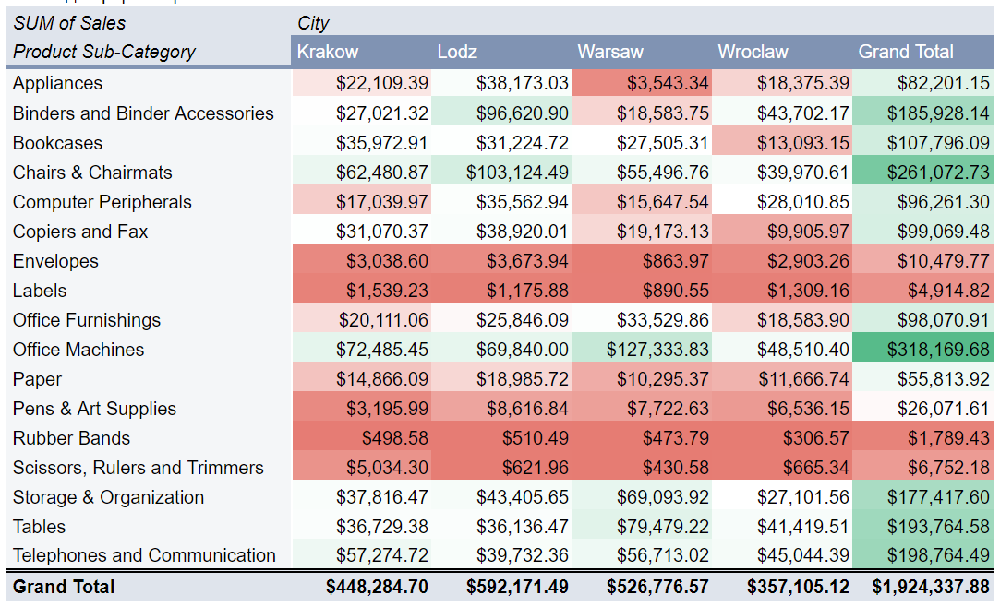 SUM of Sales City
Product Sub-Category Krakow Lodz Warsaw Wroclaw Grand Total
Appliances $22,109.39 $38,173.03 $3,543.34 $18,375.39 $82,201.15
Binders and Binder Accessories $27,021.32 $96,620.90 $18,583.75 $43,702.17 $185,928.14
Bookcases $35,972.91 $31,224.72 $27,505.31 $13,093.15 $107,796.09
Chairs & Chairmats $62,480.87 $103,124.49 $55,496.76 $39,970.61 $261,072.73
Computer Peripherals $17,039.97 $35,562.94 $15,647.54 $28,010.85 $96,261.30
Copiers and Fax $31,070.37 $38,920.01 $19,173.13 $9,905.97 $99,069.48
Envelopes $3,038.60 $3,673.94 $863.97 $2,903.26 $10,479.77
Labels $1,539.23 $1,175.88 $890.55 $1,309.16 $4,914.82
Office Furnishings $20,111.06 $25,846.09 $33,529.86 $18,583.90 $98,070.91
Office Machines $72,485.45 $69,840.00 $127,333.83 $48,510.40 $318,169.68
Paper $14,866.09 $18,985.72 $10,295.37 $11,666.74 $55,813.92
Pens & Art Supplies $3,195.99 $8,616.84 $7,722.63 $6,536.15 $26,071.61
Rubber Bands $498.58 $510.49 $473.79 $306.57 $1,789.43
Scissors, Rulers and Trimmers $5,034.30 $621.96 $430.58 $665.34 $6,752.18
Storage & Organization $37,816.47 $43,405.65 $69,093.92 $27,101.56 $177,417.60
Tables $36,729.38 $36,136.47 $79,479.22 $41,419.51 $193,764.58
Telephones and Communication $57,274.72 $39,732.36 $56,713.02 $45,044.39 $198,764.49
Grand Total $448,284.70 $592,171.49 $526,776.57 $357,105.12 $1,924,337.88